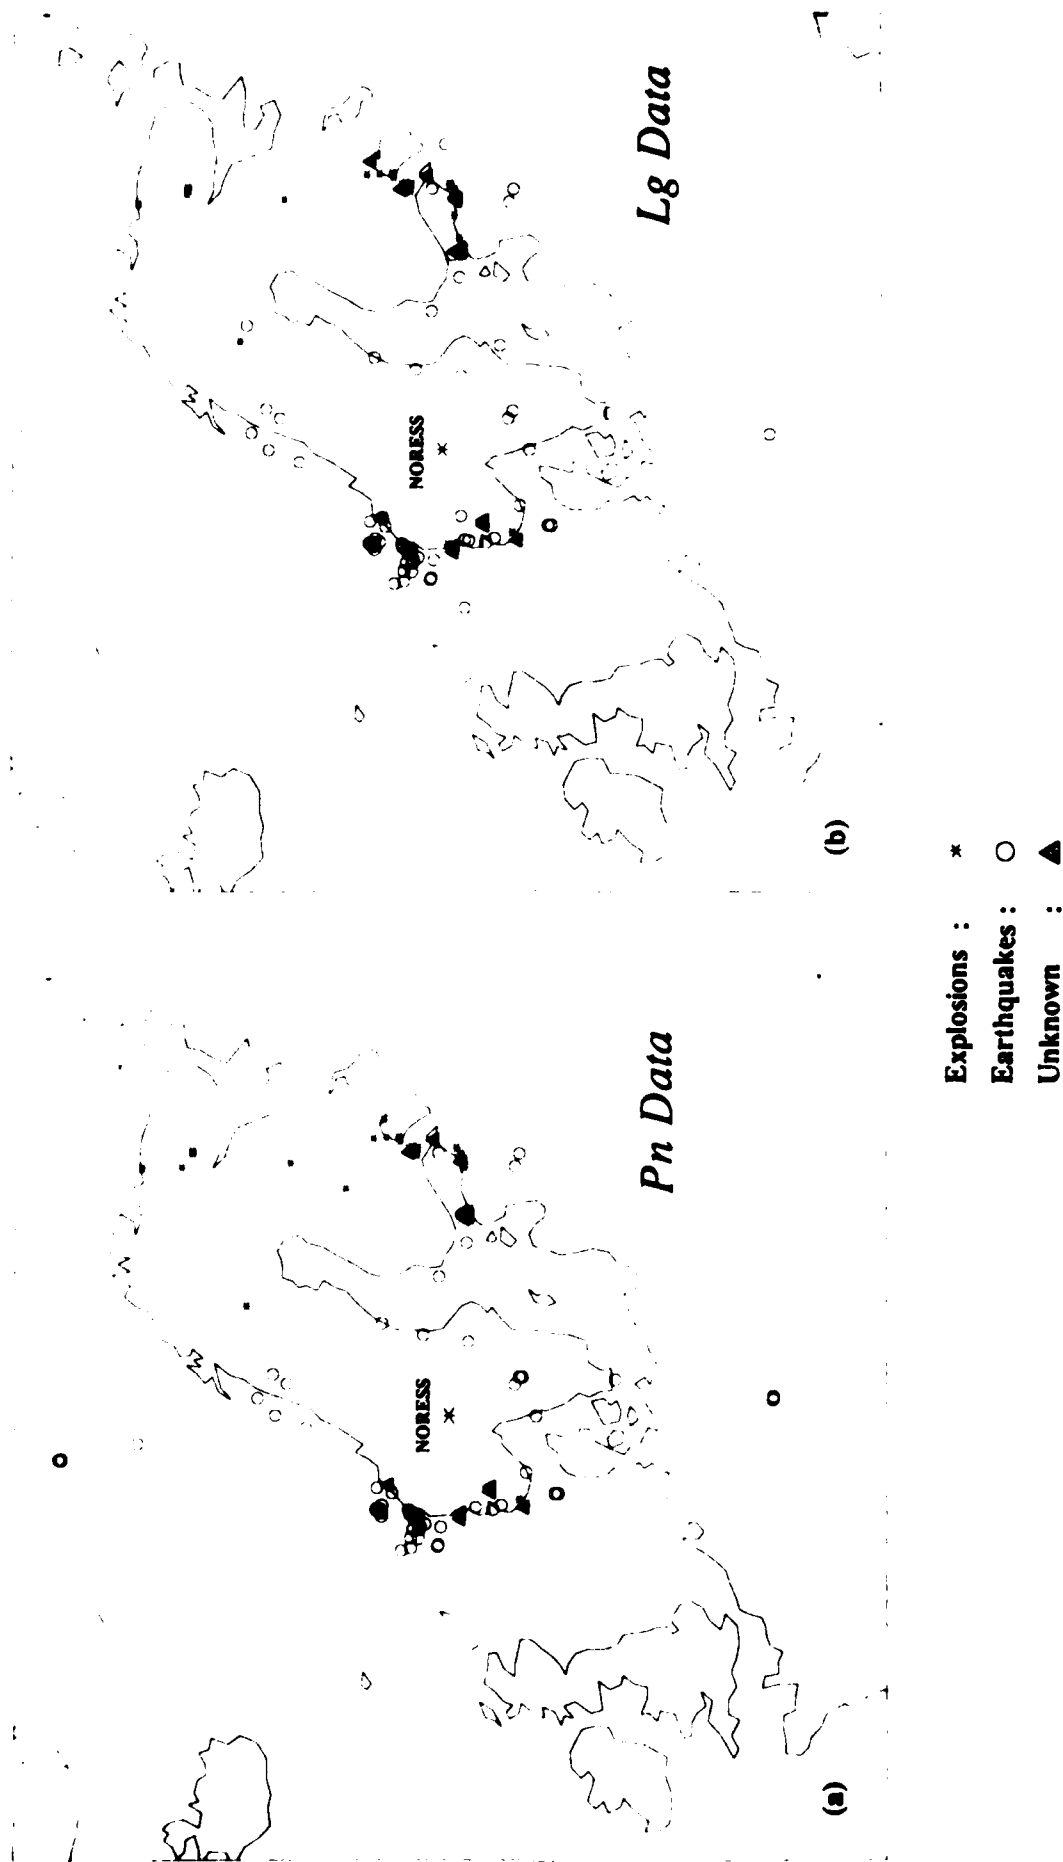 NORESS
Pn Data
(a)
NORESS
Lg Data
(b)
Explosions :
Earthquakes :
Unknown :